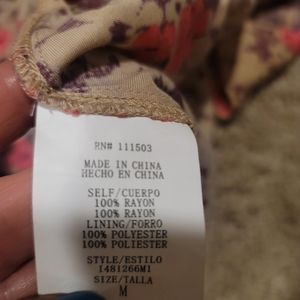 RN# 111503
MADE IN CHINA
HECHO EN CHINA
SELF/CUERPO
100% RAYON
100% RAYON
LINING/FORRO
100% POLYESTER
100% POLIESTER
STYLE/ESTILO
I481266M1
SIZE/TALLA
M